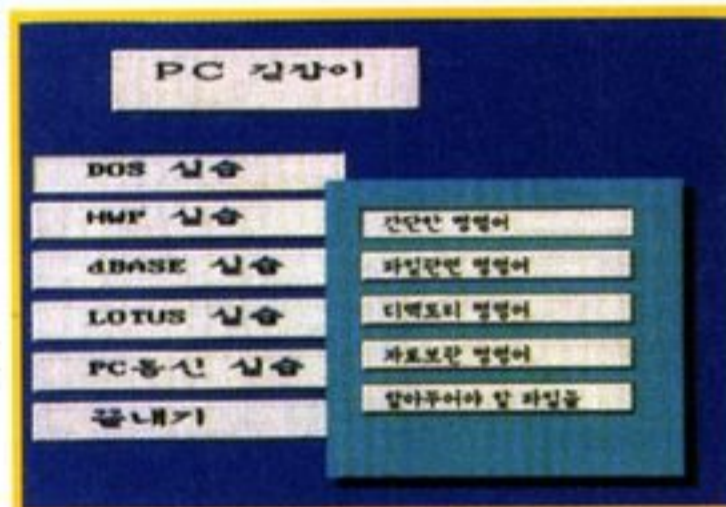 PC 길잡이
DOS 실습
HWP 실습
dBASE 실습
LOTUS 실습
PC통신 실습
끝내기
간단한 명령어
파일관련 명령어
디렉토리 명령어
자료보관 명령어
알아두어야 할 파일들